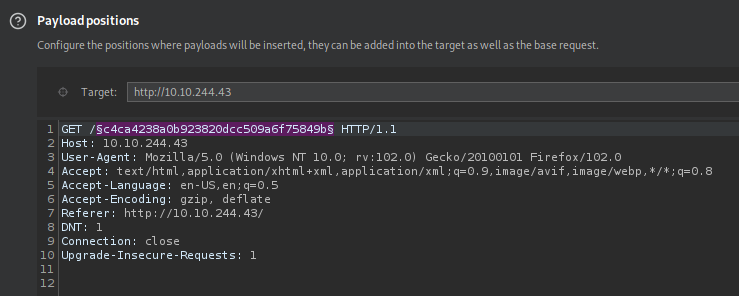 Payload positions
Configure the positions where payloads will be inserted, they can be added into the target as well as the base request.
Target: http://10.10.244.43
1 GET /§c4ca4238a0b923820dcc509a6f75849b§ HTTP/1.1
2 Host: 10.10.244.43
3 User-Agent: Mozilla/5.0 (Windows NT 10.0; rv:102.0) Gecko/20100101 Firefox/102.0
4 Accept: text/html,application/xhtml+xml,application/xml;q=0.9,image/avif,image/webp,*/*;q=0.8
5 Accept-Language: en-US,en;q=0.5
6 Accept-Encoding: gzip, deflate
7 Referer: http://10.10.244.43/
8 DNT: 1
9 Connection: close
10 Upgrade-Insecure-Requests: 1
11
12